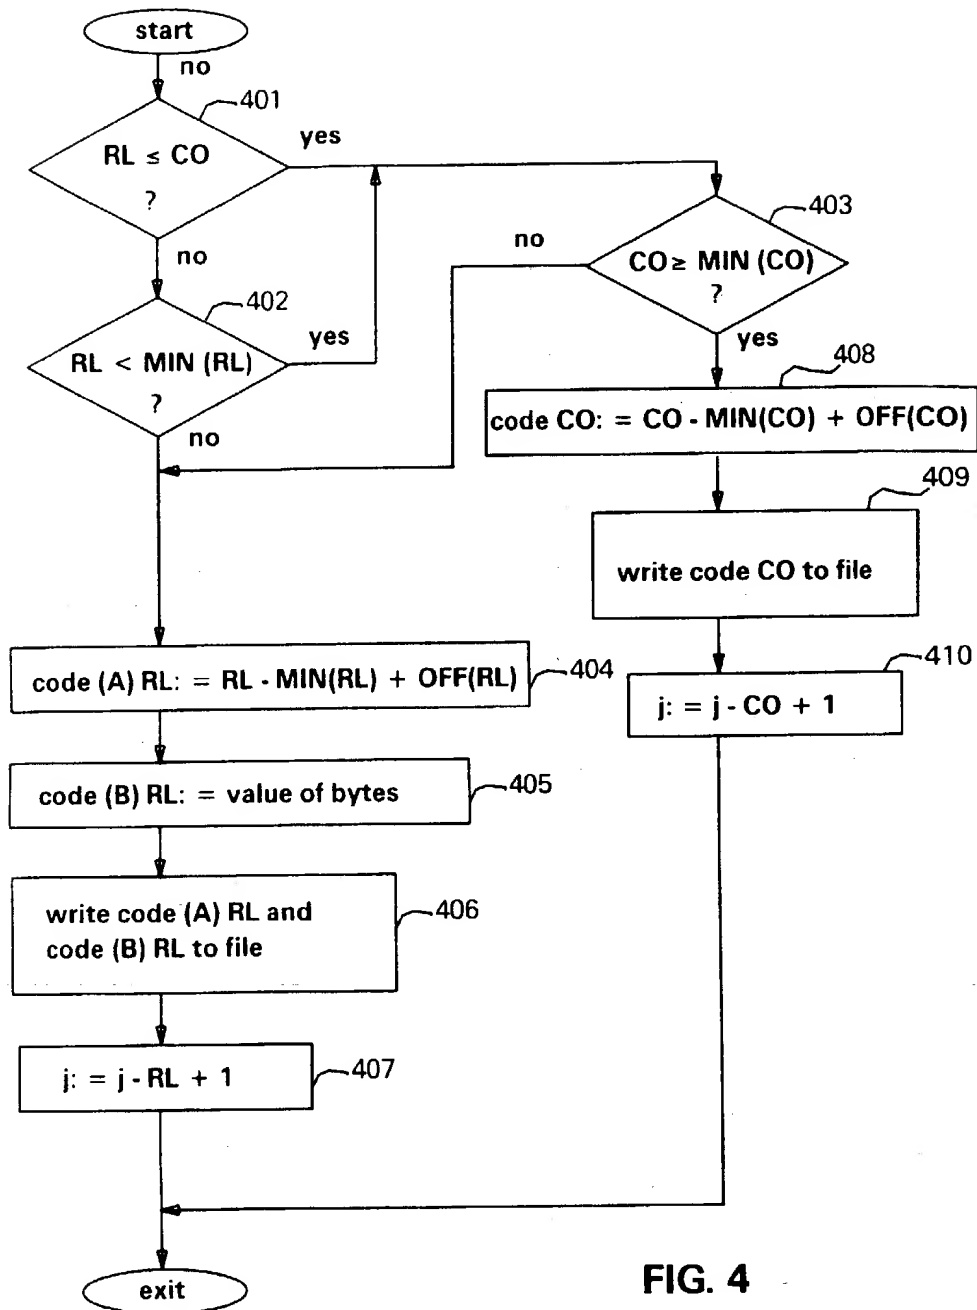 start
no
401
RL ≤ CO
?
yes
no
402
RL < MIN (RL)
?
yes
no
403
CO ≥ MIN (CO)
?
no
yes
408
code CO: = CO - MIN(CO) + OFF(CO)
409
write code CO to file
410
j: = j - CO + 1
code (A) RL: = RL - MIN(RL) + OFF(RL)
404
code (B) RL: = value of bytes
405
write code (A) RL and
code (B) RL to file
406
j: = j - RL + 1
407
exit
FIG. 4